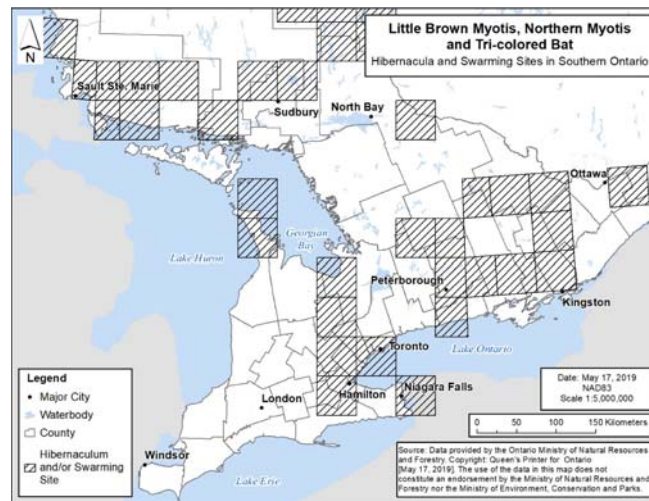 Little Brown Myotis, Northern Myotis
and Tri-colored Bat
Hibernacula and Swarming Sites in Southern Ontario
N
Sault Ste. Marie
Sudbury
North Bay
Ottawa
Georgian
Bay
Lake Huron
Peterborough
Kingston
Toronto
Lake Ontario
Hamilton
Niagara Falls
London
Windsor
Lake Erie
Legend
Major City
Waterbody
County
Hibernaculum
and/or Swarming
Site
Date: May 17, 2019
NAD83
Scale 1:5,000,000
0 50 100 150 Kilometers
Source: Data provided by the Ontario Ministry of Natural Resources
and Forestry. Copyright: Queen's Printer for Ontario
[May 17, 2019]. The use of the data in this map does not
constitute an endorsement by the Ministry of Natural Resources and
Forestry nor the Ministry of Environment, Conservation and Parks.